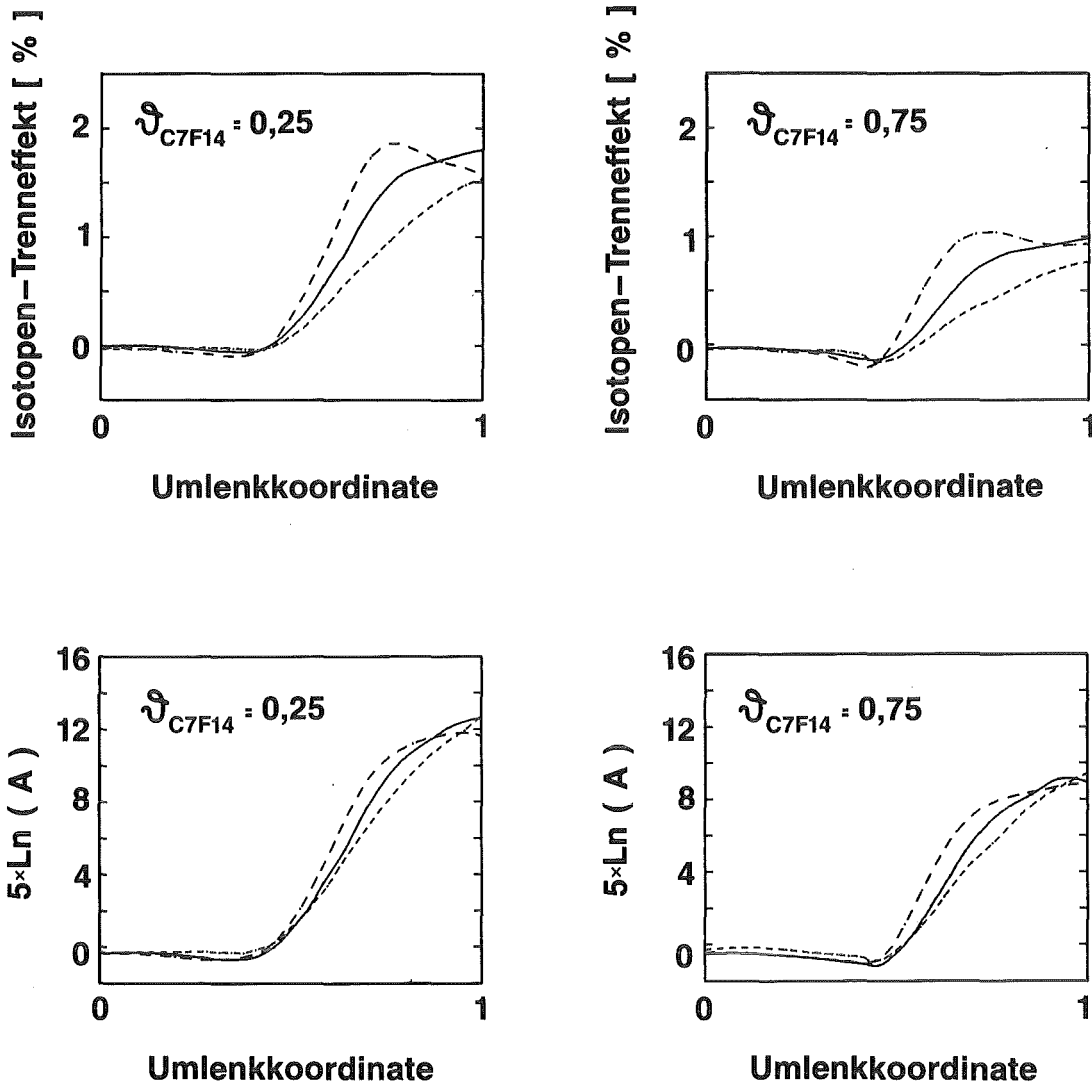 Isotopen–Trenneffekt [ % ]
2
1
0
ϑC7F14 = 0,25
0
1
Umlenkkoordinate
Isotopen–Trenneffekt [ % ]
2
1
0
ϑC7F14 = 0,75
0
1
Umlenkkoordinate
5×Ln ( A )
16
12
8
4
0
ϑC7F14 = 0,25
0
1
Umlenkkoordinate
5×Ln ( A )
16
12
8
4
0
ϑC7F14 = 0,75
0
1
Umlenkkoordinate